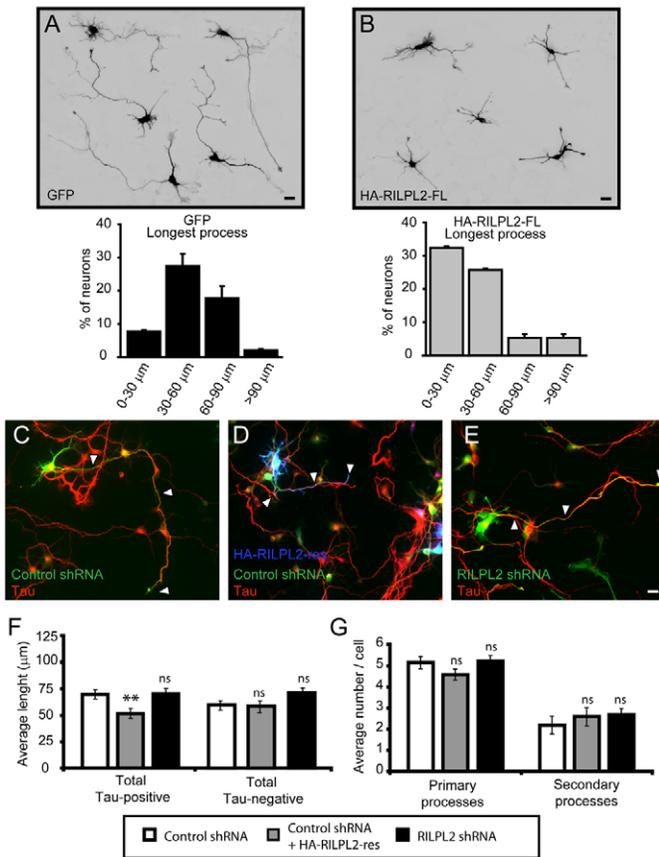 A
GFP
B
HA-RILPL2-FL
GFP
Longest process
% of neurons
40
30
20
10
0
0-30 µm
30-60 µm
60-90 µm
>90 µm
HA-RILPL2-FL
Longest process
% of neurons
40
30
20
10
0
0-30 µm
30-60 µm
60-90 µm
>90 µm
C
Control shRNA
Tau
D
HA-RILPL2-res
Control shRNA
Tau
E
RILPL2 shRNA
Tau
F
Average lenght (µm)
125
100
75
50
25
0
**
ns
ns
ns
Total
Tau-positive
Total
Tau-negative
G
Average number / cell
6
5
4
3
2
1
0
ns
ns
ns
ns
Primary
processes
Secondary
processes
Control shRNA
Control shRNA
+ HA-RILPL2-res
RILPL2 shRNA